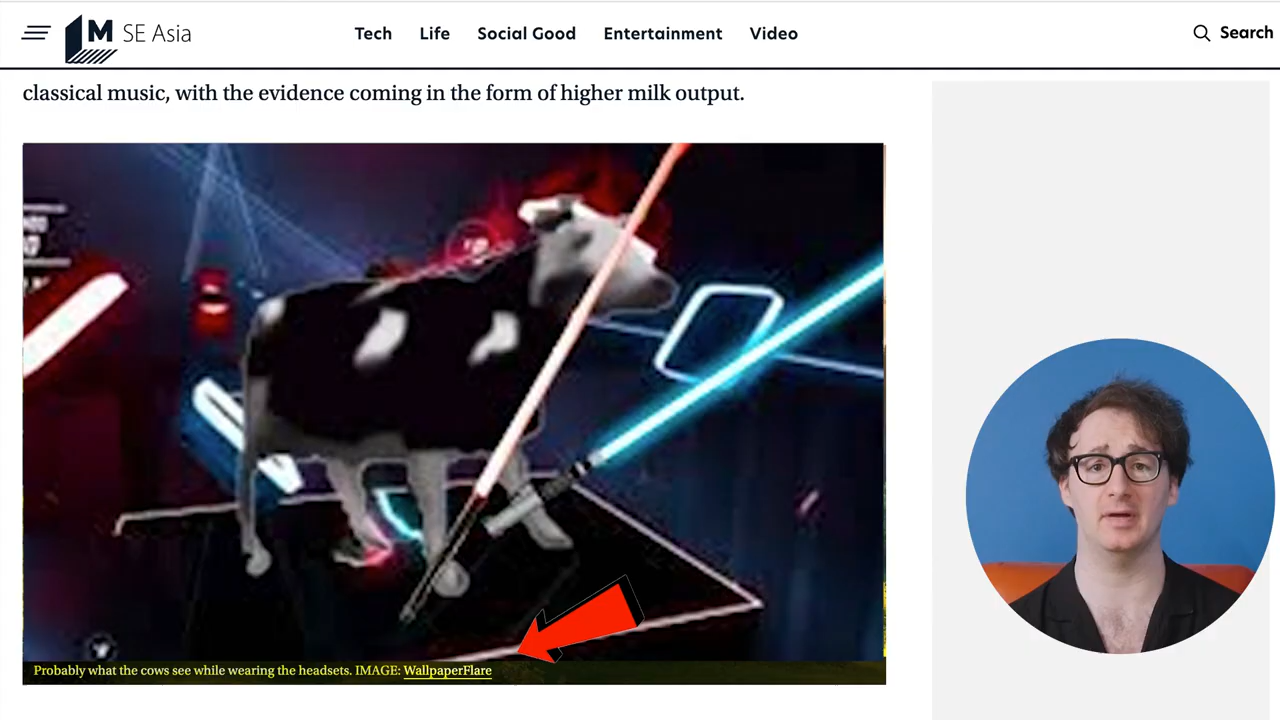 M SE Asia
Tech Life Social Good Entertainment Video
Search
classical music, with the evidence coming in the form of higher milk output.
Probably what the cows see while wearing the headsets. IMAGE: WallpaperFlare